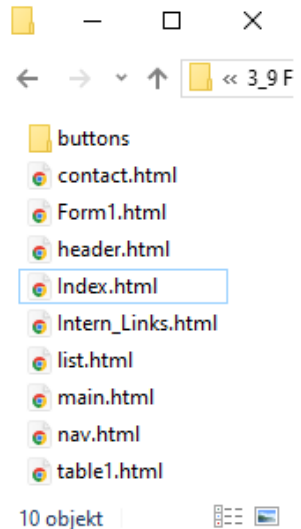 « 3_9 F
buttons
contact.html
Form1.html
header.html
Index.html
Intern_Links.html
list.html
main.html
nav.html
table1.html
10 objekt